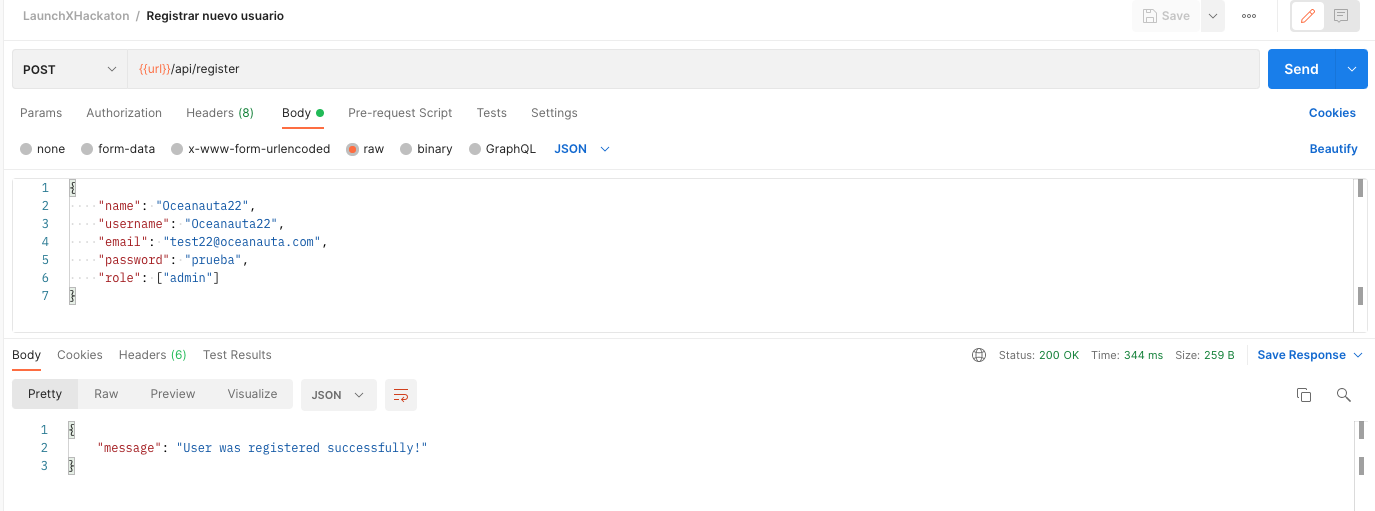 LaunchXHackaton / Registrar nuevo usuario
Save
POST
{{url}}/api/register
Send
Params Authorization Headers (8) Body Pre-request Script Tests Settings Cookies
none form-data x-www-form-urlencoded raw binary GraphQL JSON Beautify
1 {
2 "name": "Oceanauta22",
3 "username": "Oceanauta22",
4 "email": "test22@oceanauta.com",
5 "password": "prueba",
6 "role": ["admin"]
7 }
Body Cookies Headers (6) Test Results Status: 200 OK Time: 344 ms Size: 259 B Save Response
Pretty Raw Preview Visualize JSON
1 {
2 "message": "User was registered successfully!"
3 }